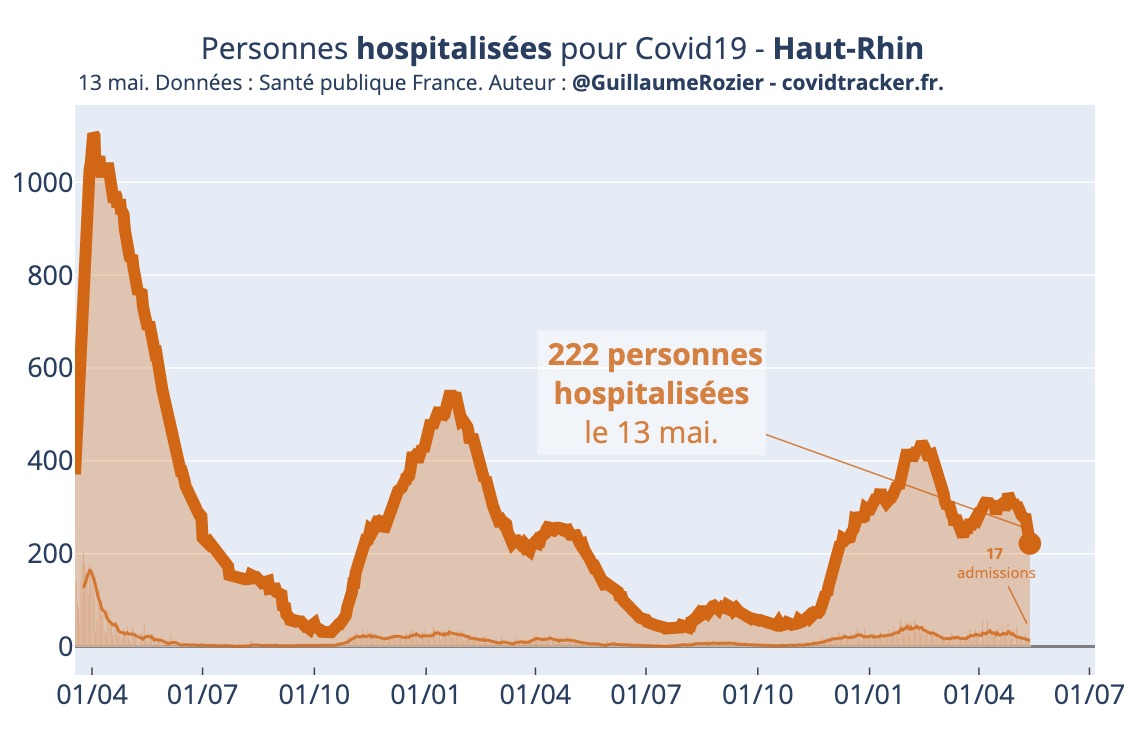 Personnes hospitalisées pour Covid19 - Haut-Rhin
13 mai. Données : Santé publique France. Auteur : @GuillaumeRozier - covidtracker.fr.
1000
800
600
400
200
0
222 personnes
hospitalisées
le 13 mai.
17
admissions
01/04
01/07
01/10
01/01
01/04
01/07
01/10
01/01
01/04
01/07